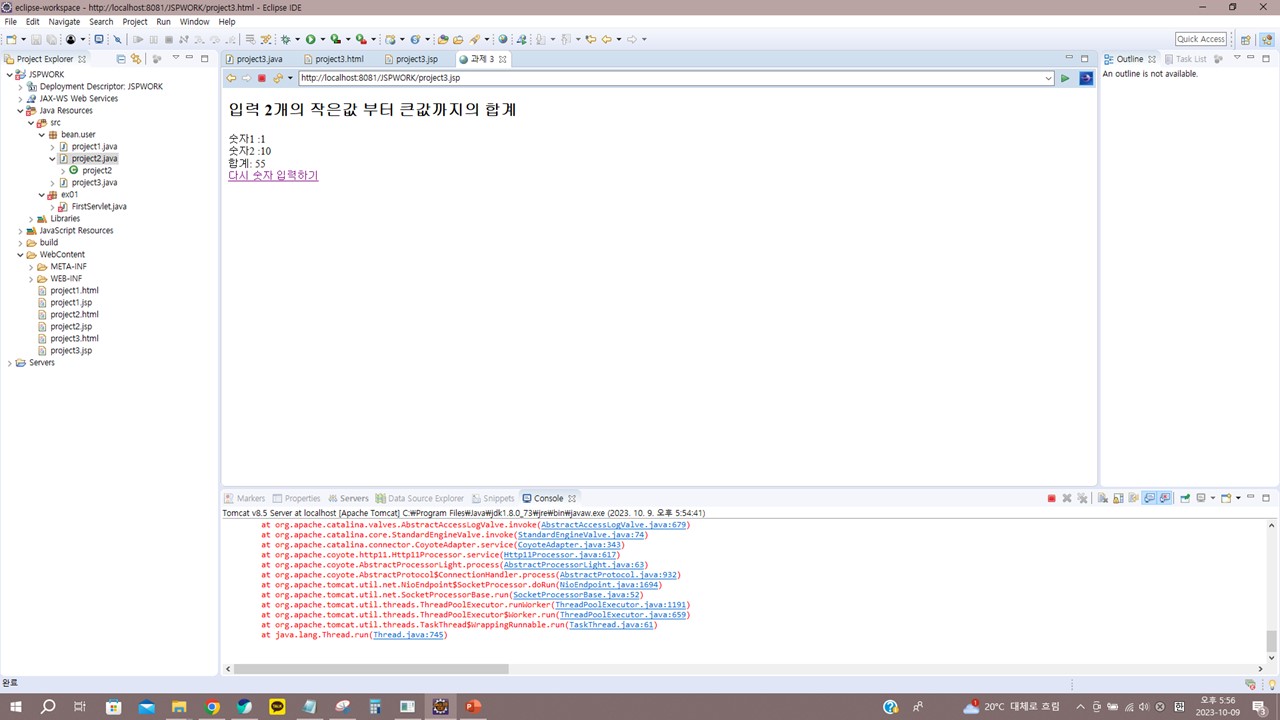 eclipse-workspace - http://localhost:8081/JSPWORK/project3.html - Eclipse IDE
File Edit Navigate Search Project Run Window Help
Quick Access
Project Explorer
project3.java project3.html project3.jsp 과제 3
Outline Task List
http://localhost:8081/JSPWORK/project3.jsp
An outline is not available.
JSPWORK
Deployment Descriptor: JSPWORK
JAX-WS Web Services
Java Resources
src
bean.user
project1.java
project2.java
project2
project3.java
ex01
FirstServlet.java
Libraries
JavaScript Resources
build
WebContent
META-INF
WEB-INF
project1.html
project1.jsp
project2.html
project2.jsp
project3.html
project3.jsp
Servers
입력 2개의 작은값 부터 큰값까지의 합계
숫자1 :1
숫자2 :10
합계: 55
다시 숫자 입력하기
Markers Properties Servers Data Source Explorer Snippets Console
Tomcat v8.5 Server at localhost [Apache Tomcat] C:₩Program Files₩Java₩jdk1.8.0_73₩jre₩bin₩javaw.exe (2023. 10. 9. 오후 5:54:41)
at org.apache.catalina.valves.AbstractAccessLogValve.invoke(AbstractAccessLogValve.java:679)
at org.apache.catalina.core.StandardEngineValve.invoke(StandardEngineValve.java:74)
at org.apache.catalina.connector.CoyoteAdapter.service(CoyoteAdapter.java:343)
at org.apache.coyote.http11.Http11Processor.service(Http11Processor.java:617)
at org.apache.coyote.AbstractProcessorLight.process(AbstractProcessorLight.java:63)
at org.apache.coyote.AbstractProtocol$ConnectionHandler.process(AbstractProtocol.java:932)
at org.apache.tomcat.util.net.NioEndpoint$SocketProcessor.doRun(NioEndpoint.java:1694)
at org.apache.tomcat.util.net.SocketProcessorBase.run(SocketProcessorBase.java:52)
at org.apache.tomcat.util.threads.ThreadPoolExecutor.runWorker(ThreadPoolExecutor.java:1191)
at org.apache.tomcat.util.threads.ThreadPoolExecutor$Worker.run(ThreadPoolExecutor.java:659)
at org.apache.tomcat.util.threads.TaskThread$WrappingRunnable.run(TaskThread.java:61)
at java.lang.Thread.run(Thread.java:745)
완료
20°C 대체로 흐림
오후 5:56
2023-10-09